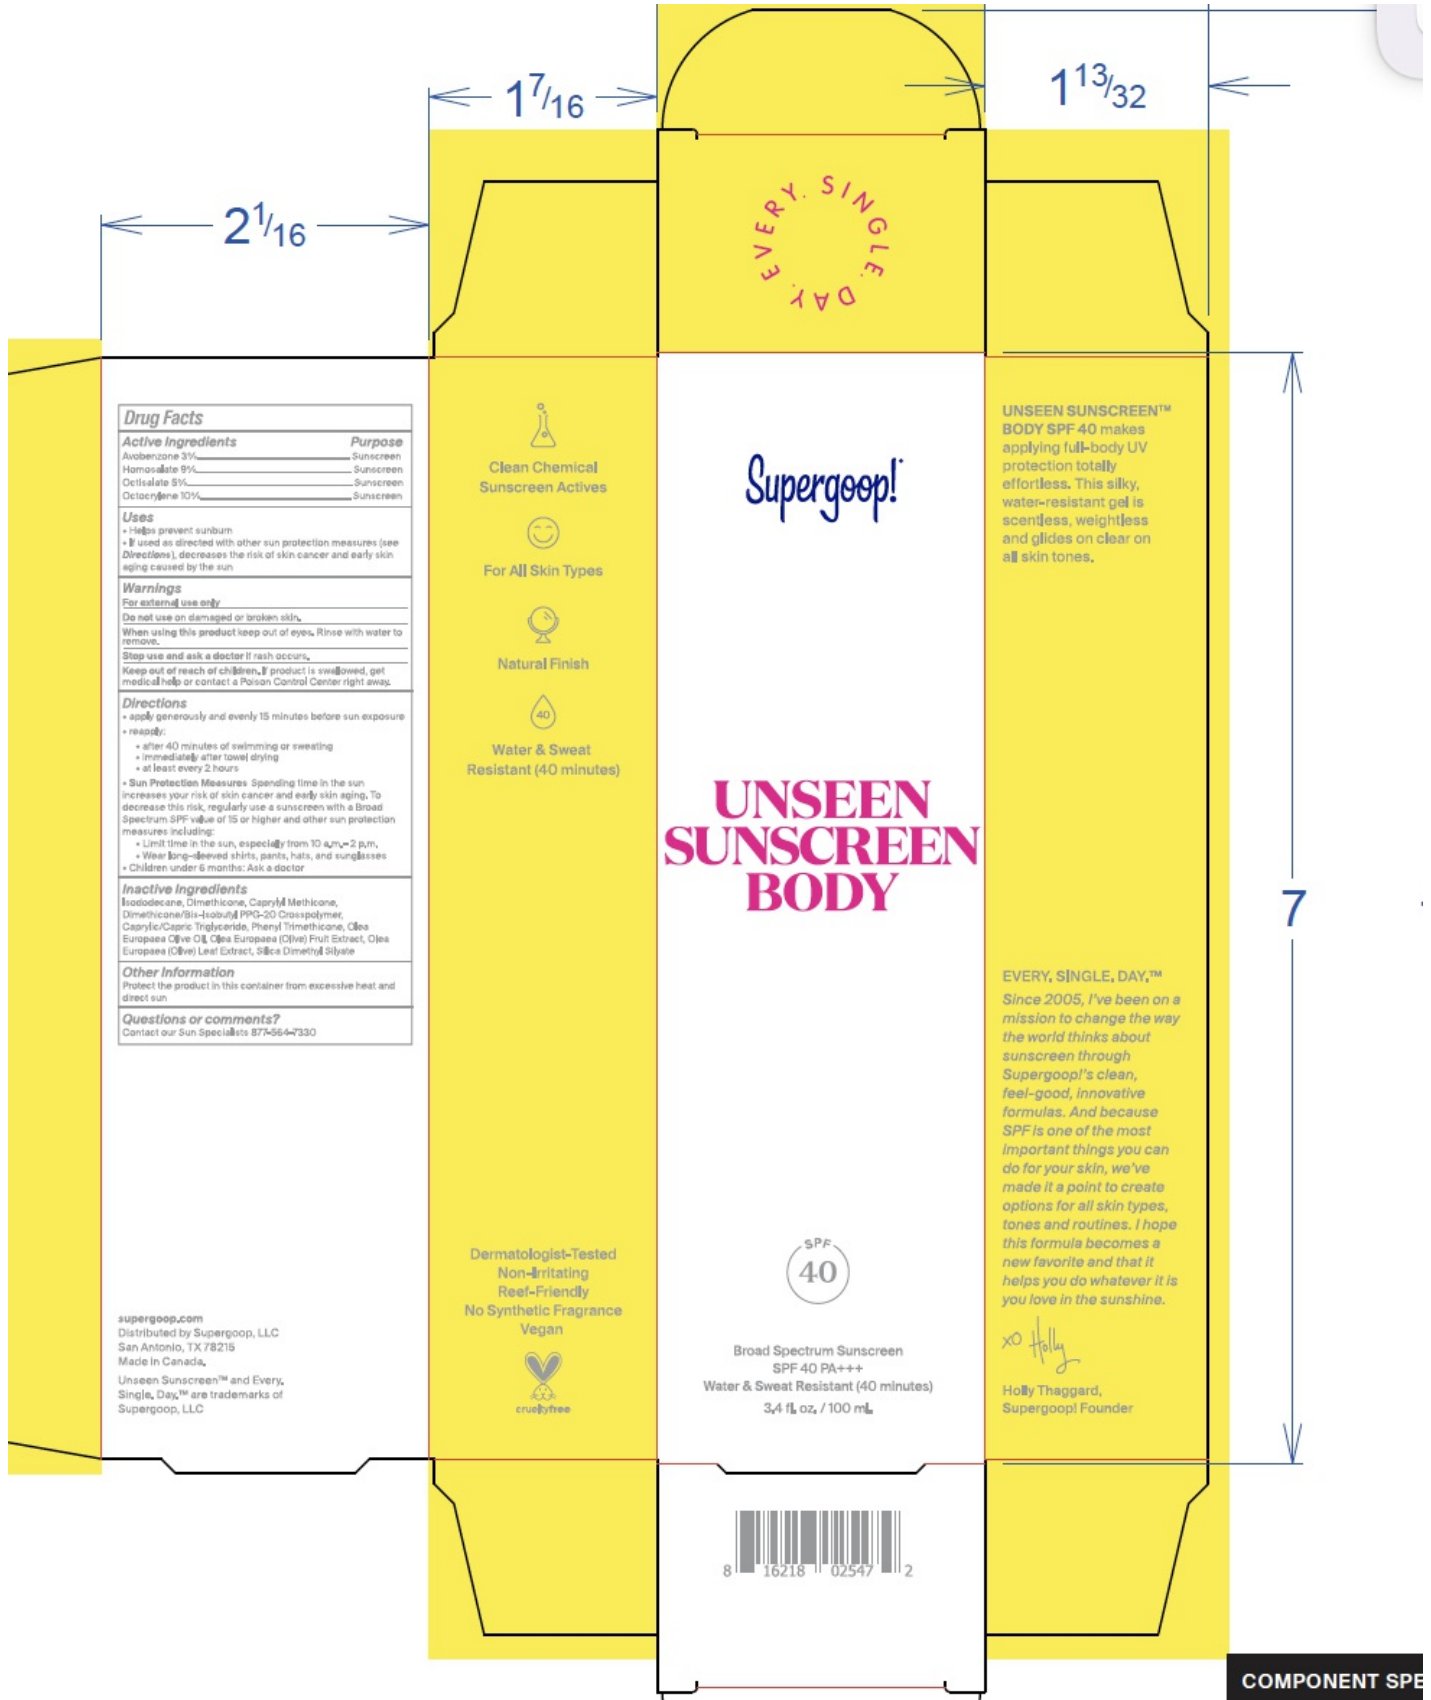 1 7/16
1 13/32
2 1/16
EVERY. SINGLE. DAY.
Drug Facts
Active Ingredients Purpose
Avobenzone 3% Sunscreen
Homosalate 9% Sunscreen
Octisalate 5% Sunscreen
Octocrylene 10% Sunscreen
Uses
• Helps prevent sunburn
• If used as directed with other sun protection measures (see
Directions), decreases the risk of skin cancer and early skin
aging caused by the sun
Warnings
For external use only
Do not use on damaged or broken skin.
When using this product keep out of eyes. Rinse with water to
remove.
Stop use and ask a doctor if rash occurs.
Keep out of reach of children. If product is swallowed, get
medical help or contact a Poison Control Center right away.
Directions
• apply generously and evenly 15 minutes before sun exposure
• reapply:
• after 40 minutes of swimming or sweating
• immediately after towel drying
• at least every 2 hours
• Sun Protection Measures Spending time in the sun
increases your risk of skin cancer and early skin aging. To
decrease this risk, regularly use a sunscreen with a Broad
Spectrum SPF value of 15 or higher and other sun protection
measures including:
• Limit time in the sun, especially from 10 a.m.– 2 p.m.
• Wear long-sleeved shirts, pants, hats, and sunglasses
• Children under 6 months: Ask a doctor
Inactive Ingredients
Isododecane, Dimethicone, Caprylyl Methicone,
Dimethicone/Bis-Isobutyl PPG-20 Crosspolymer,
Caprylic/Capric Triglyceride, Phenyl Trimethicone, Olea
Europaea Olive Oil, Olea Europaea (Olive) Fruit Extract, Olea
Europaea (Olive) Leaf Extract, Silica Dimethyl Silyate
Other Information
Protect the product in this container from excessive heat and
direct sun
Questions or comments?
Contact our Sun Specialists 877-564-7330
supergoop.com
Distributed by Supergoop, LLC
San Antonio, TX 78215
Made in Canada.
Unseen Sunscreen™ and Every.
Single. Day.™ are trademarks of
Supergoop, LLC
Clean Chemical
Sunscreen Actives
For All Skin Types
Natural Finish
40
Water & Sweat
Resistant (40 minutes)
Dermatologist-Tested
Non-Irritating
Reef-Friendly
No Synthetic Fragrance
Vegan
crueltyfree
Supergoop!
UNSEEN
SUNSCREEN
BODY
SPF
40
Broad Spectrum Sunscreen
SPF 40 PA+++
Water & Sweat Resistant (40 minutes)
3.4 fl. oz. / 100 mL
8 16218 02547 2
UNSEEN SUNSCREEN™
BODY SPF 40 makes
applying full-body UV
protection totally
effortless. This silky,
water-resistant gel is
scentless, weightless
and glides on clear on
all skin tones.
EVERY. SINGLE. DAY.™
Since 2005, I've been on a
mission to change the way
the world thinks about
sunscreen through
Supergoop!'s clean,
feel-good, innovative
formulas. And because
SPF is one of the most
important things you can
do for your skin, we've
made it a point to create
options for all skin types,
tones and routines. I hope
this formula becomes a
new favorite and that it
helps you do whatever it is
you love in the sunshine.
xo Holly
Holly Thaggard,
Supergoop! Founder
7
COMPONENT SPE